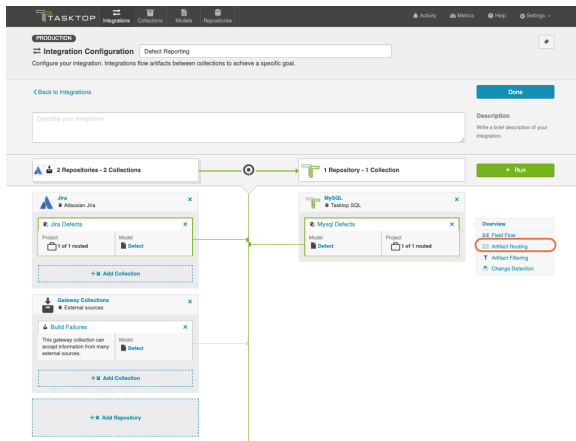 TASKTOP
Integrations
Collections
Models
Repositories
Activity
Metrics
Help
Settings
PRODUCTION
Integration Configuration
Defect Reporting
Configure your integration. Integrations flow artifacts between collections to achieve a specific goal.
Back to Integrations
Done
Describe your integration
Description
Write a brief description of your
integration.
2 Repositories - 2 Collections
1 Repository - 1 Collection
Run
Jira
Atlassian Jira
Jira Defects
Project
1 of 1 routed
Model
Defect
+ Add Collection
Gateway Collections
External sources
Build Failures
This gateway collection can
accept information from many
external sources.
Model
Defect
+ Add Collection
+ Add Repository
MySQL
Tasktop SQL
Mysql Defects
Model
Defect
Project
1 of 1 routed
Overview
Field Flow
Artifact Routing
Artifact Filtering
Change Detection